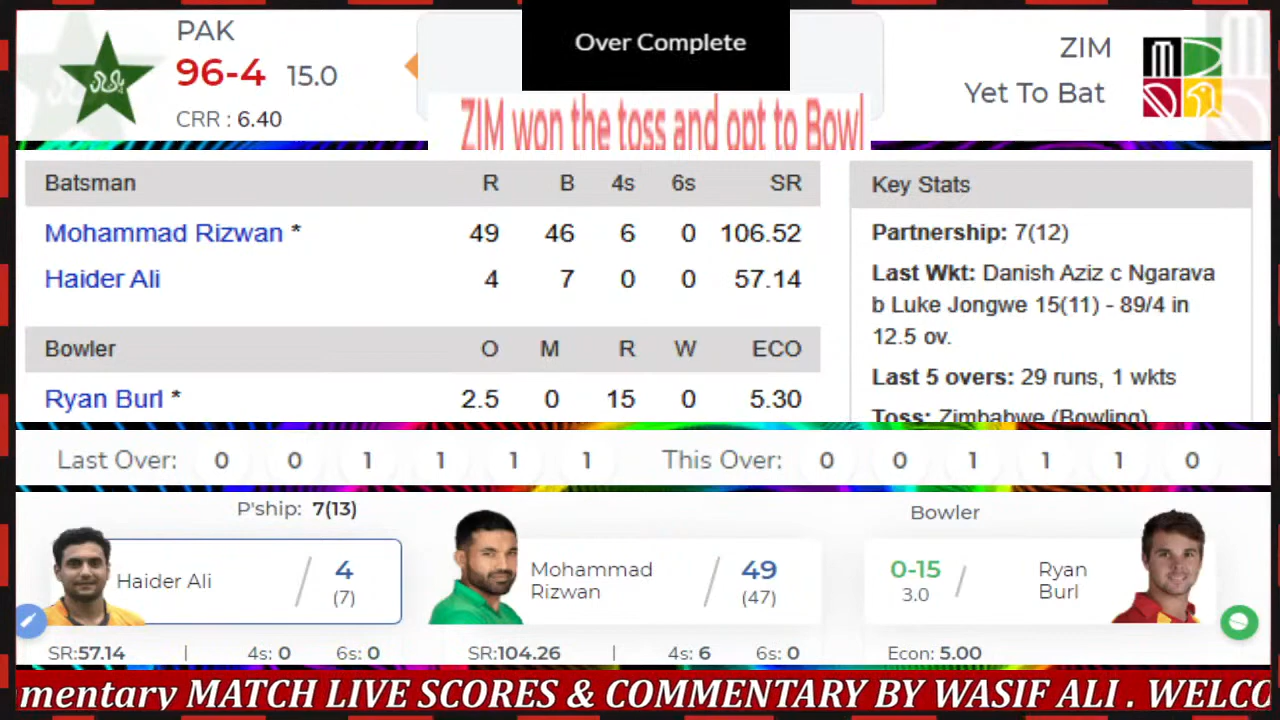 PAK
96-4 15.0
CRR : 6.40
Over Complete
ZIM won the toss and opt to Bowl
ZIM
Yet To Bat
Batsman R B 4s 6s SR
Mohammad Rizwan * 49 46 6 0 106.52
Haider Ali 4 7 0 0 57.14
Bowler O M R W ECO
Ryan Burl * 2.5 0 15 0 5.30
Key Stats
Partnership: 7(12)
Last Wkt: Danish Aziz c Ngarava
b Luke Jongwe 15(11) - 89/4 in
12.5 ov.
Last 5 overs: 29 runs, 1 wkts
Toss: Zimbabwe (Bowling)
Last Over: 0 0 1 1 1 1 This Over: 0 0 1 1 1 0
P'ship: 7(13)
Haider Ali / 4
(7)
SR:57.14 | 4s: 0 6s: 0
Mohammad
Rizwan / 49
(47)
SR:104.26 | 4s: 6 6s: 0
Bowler
0-15 / Ryan
3.0 Burl
Econ: 5.00
mmentary MATCH LIVE SCORES & COMMENTARY BY WASIF ALI . WELCO